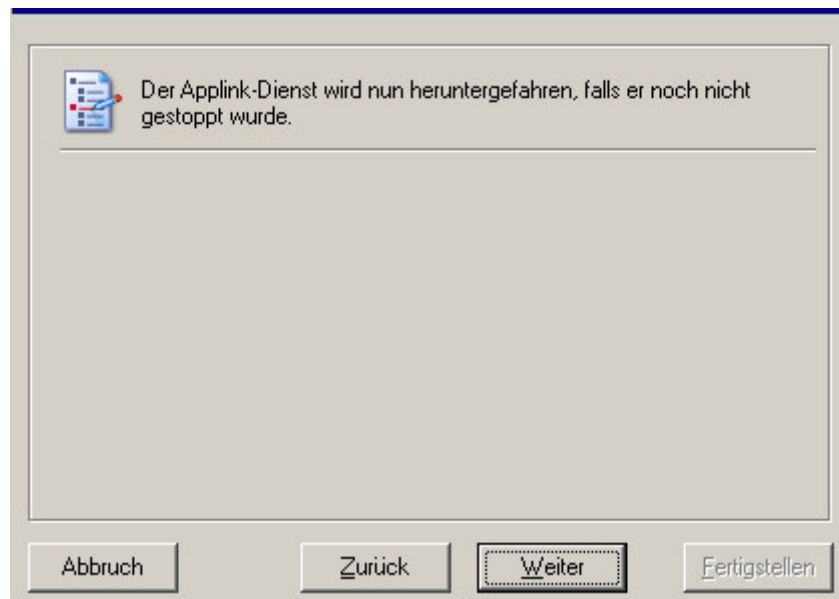 Der Applink-Dienst wird nun heruntergefahren, falls er noch nicht
gestoppt wurde.
Abbruch
Zurück
Weiter
Fertigstellen